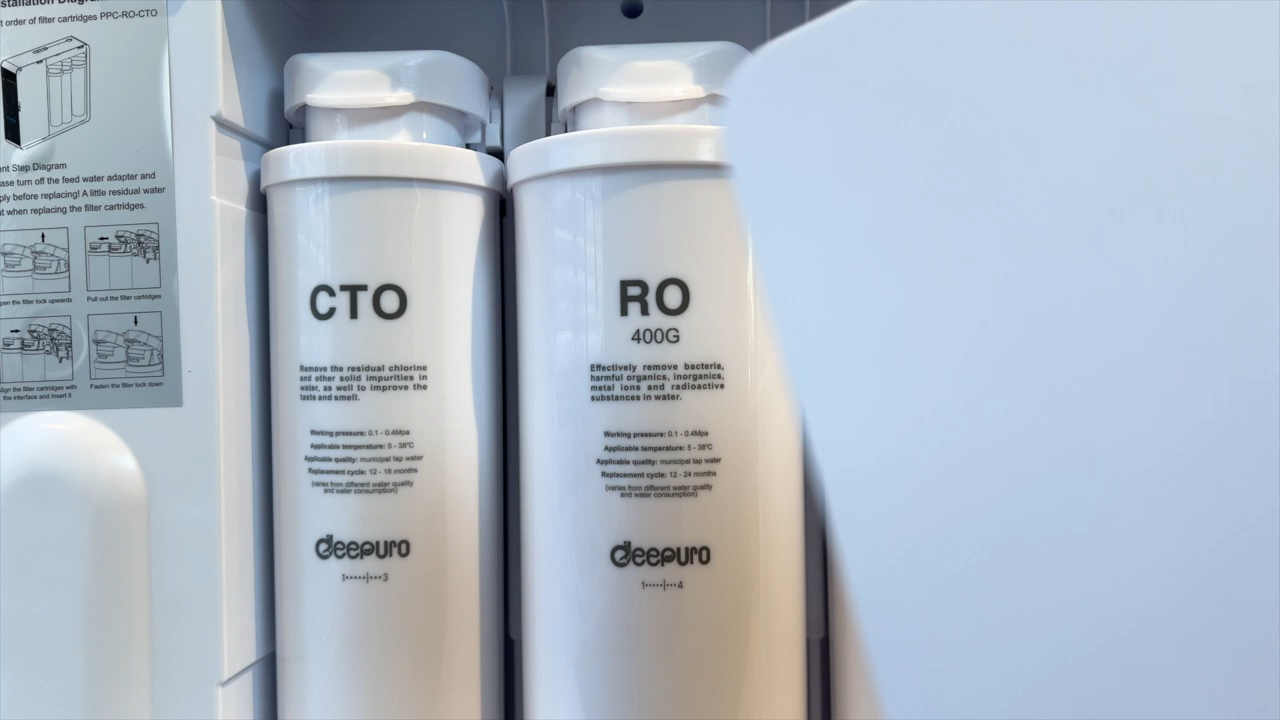 stallation Diagram
t order of filter cartridges PPC-RO-CTO
ent Step Diagram
ase turn off the feed water adapter and
ply before replacing! A little residual water
ut when replacing the filter cartridges.
pen the filter lock upwards
Pull out the filter cartridges
lign the filter cartridges with
the interface and insert it
Fasten the filter lock down
CTO
Remove the residual chlorine
and other solid impurities in
water, as well to improve the
taste and smell.
Working pressure: 0.1 - 0.4Mpa
Applicable temperature: 5 - 38℃
Applicable quality: municipal tap water
Replacement cycle: 12 - 18 months
(varies from different water quality
and water consumption)
deepuro
1·····|···3
RO
400G
Effectively remove bacteria,
harmful organics, inorganics,
metal ions and radioactive
substances in water.
Working pressure: 0.1 - 0.4Mpa
Applicable temperature: 5 - 38℃
Applicable quality: municipal tap water
Replacement cycle: 12 - 24 months
(varies from different water quality
and water consumption)
deepuro
1·····|···4